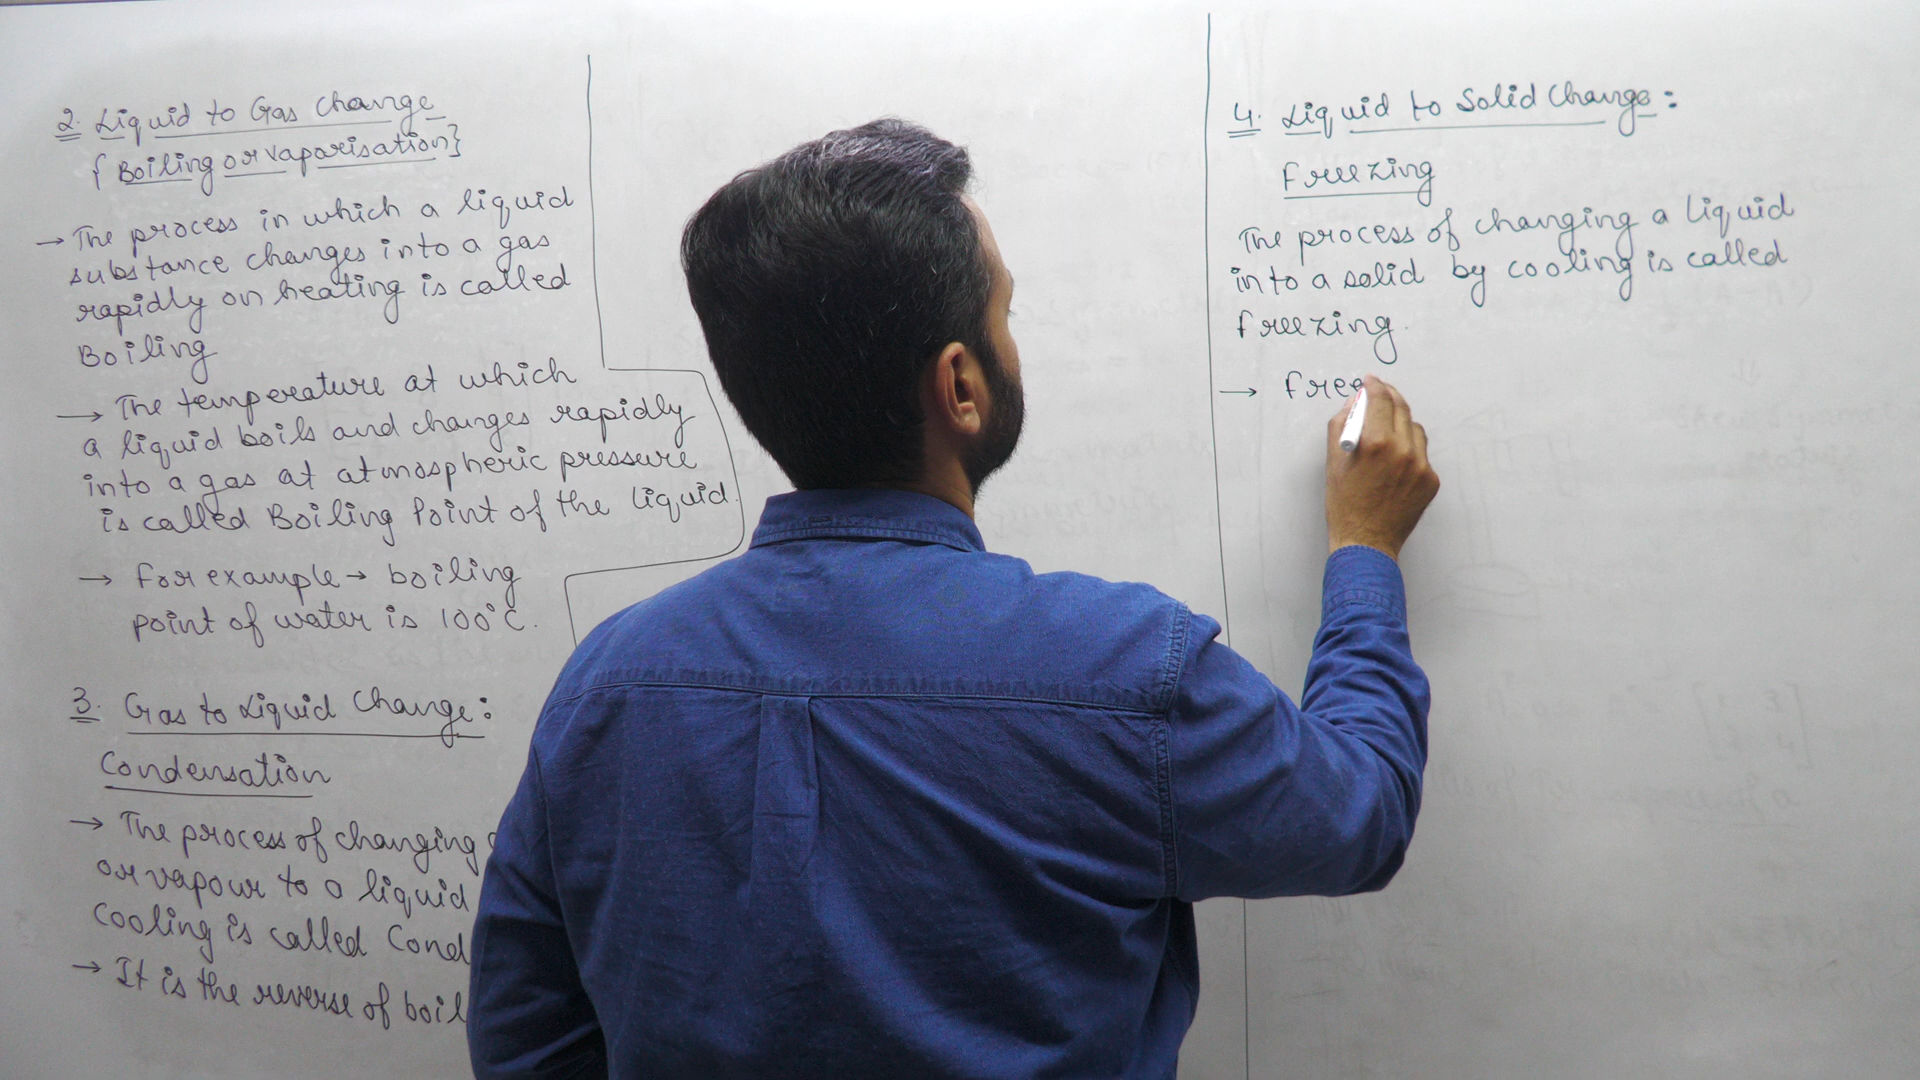 2. Liquid to Gas Change
{Boiling or vaparisation}
→ The process in which a liquid
substance changes into a gas
rapidly on heating is called
Boiling
→ The temperature at which
a liquid boils and changes rapidly
into a gas at atmospheric pressure
is called Boiling Point of the liquid.
→ For example → boiling
point of water is 100°C.
3. Gas to Liquid Change:
Condensation
→ The process of changing
or vapour to a liquid
cooling is called Cond
→ It is the reverse of boil
4. Liquid to Solid Change:
Freezing
The process of changing a liquid
into a solid by cooling is called
freezing.
→ Free